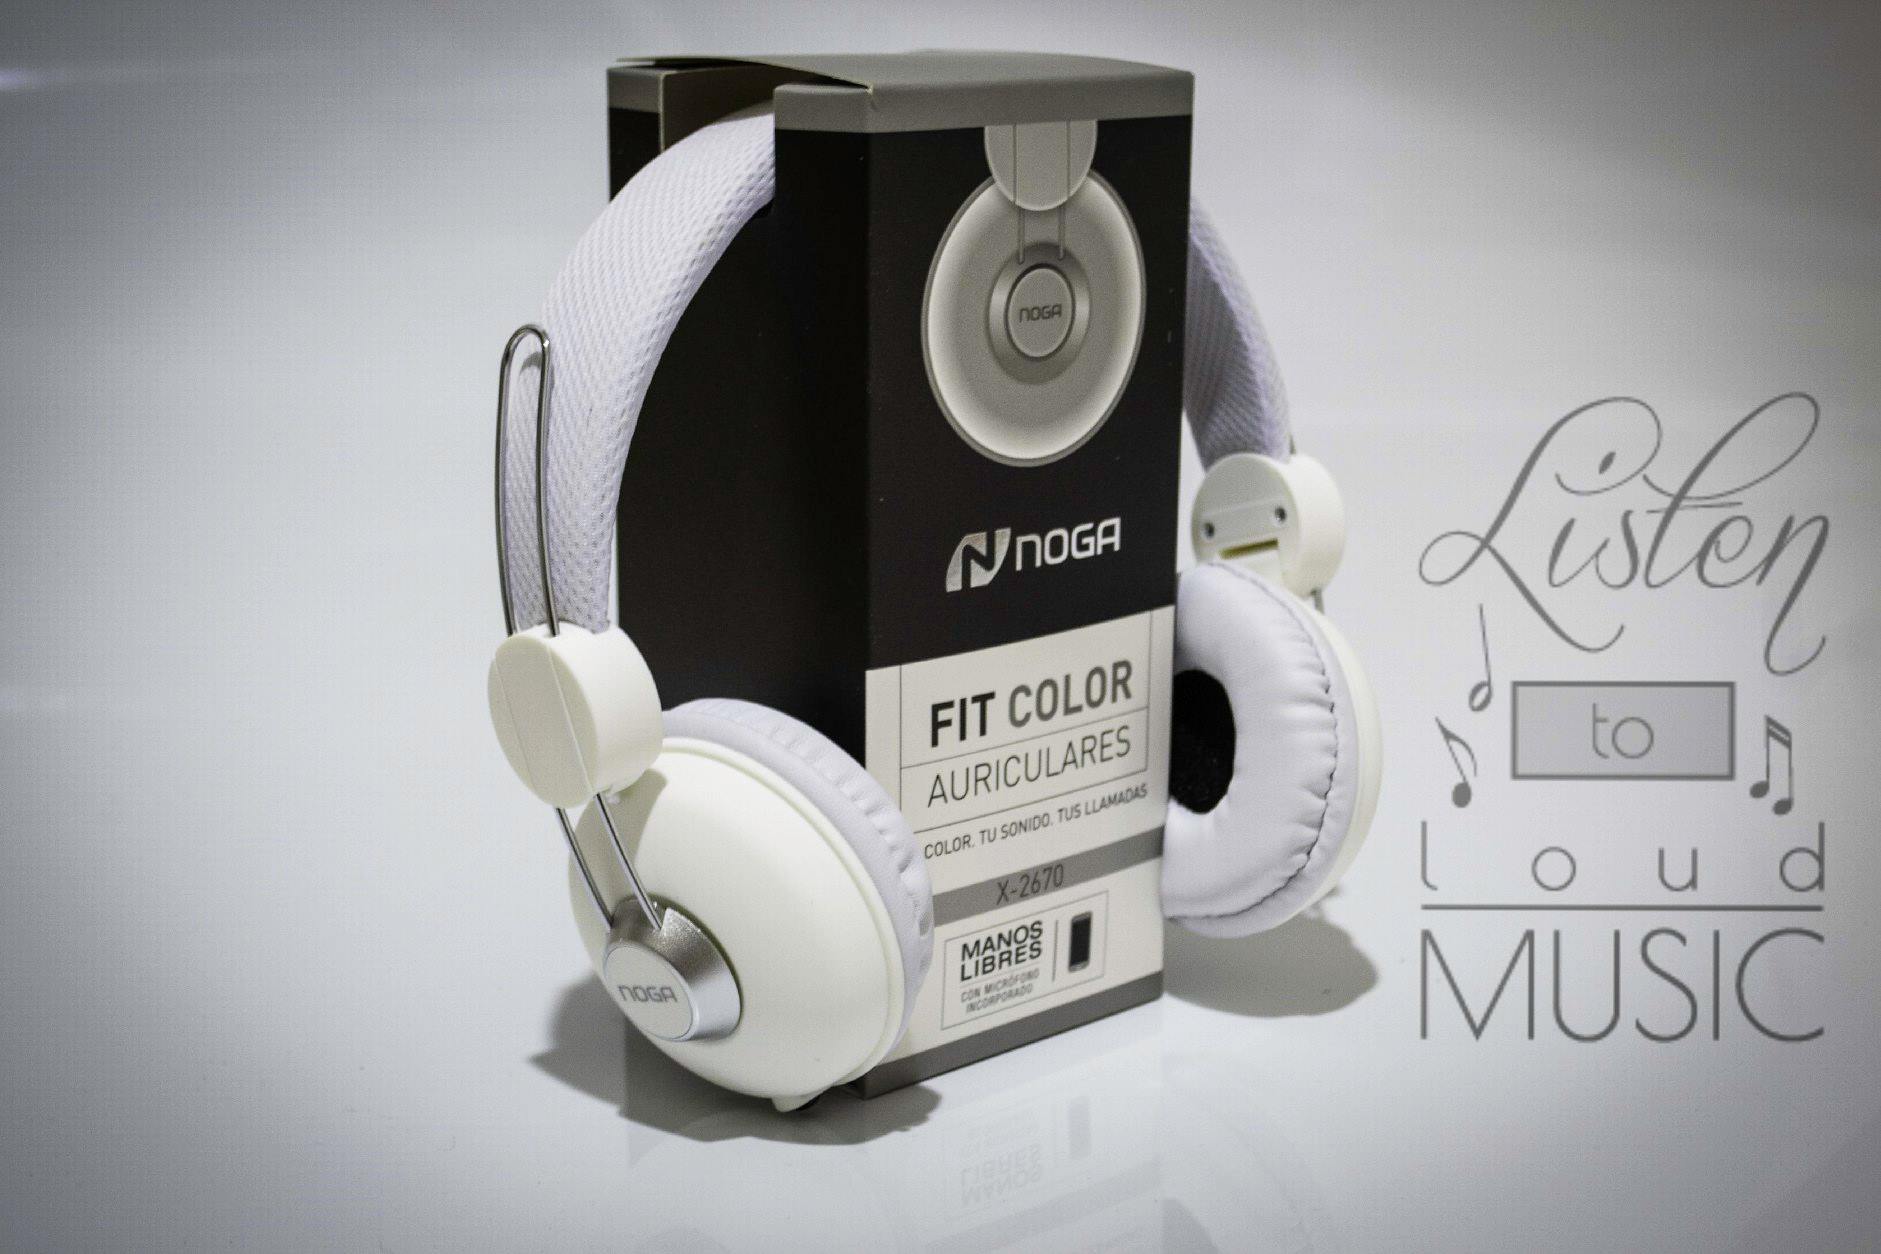 NOGA
NOGA
FIT COLOR
AURICULARES
COLOR. TU SONIDO. TUS LLAMADAS
X-2670
MANOS
LIBRES
CON MICRÓFONO
INCORPORADO
NOGA
Listen
to
loud
MUSIC